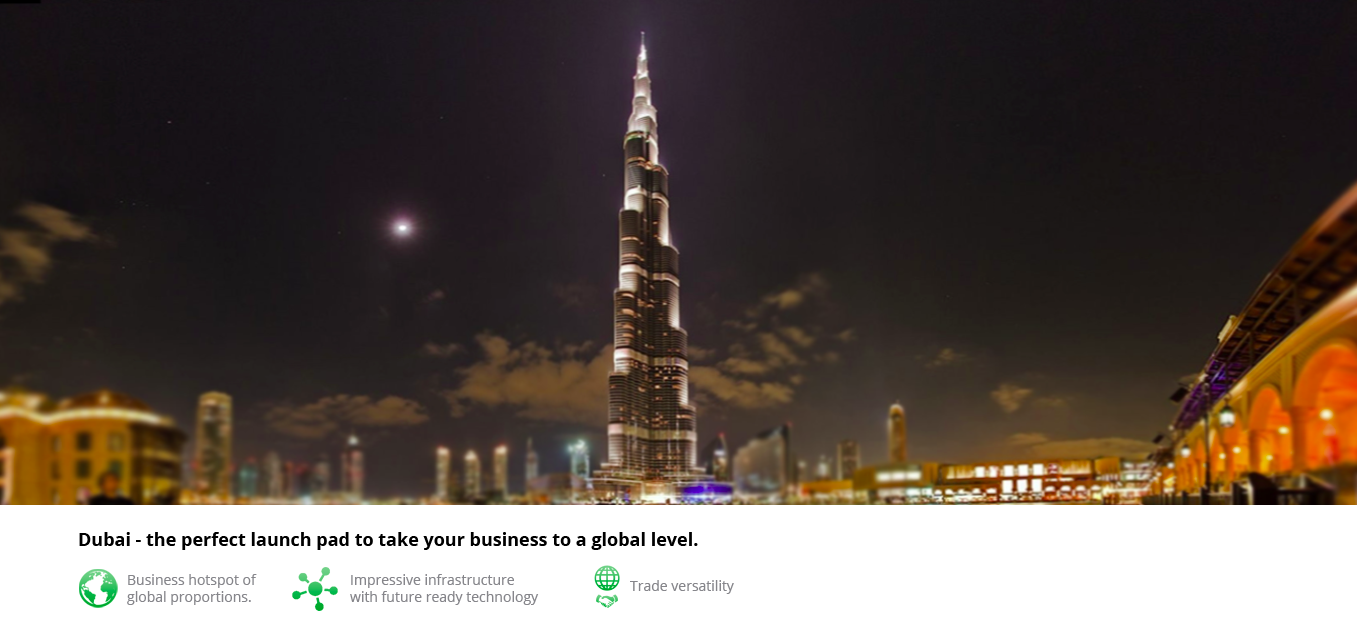 Dubai - the perfect launch pad to take your business to a global level.
Business hotspot of
global proportions.
Impressive infrastructure
with future ready technology
Trade versatility